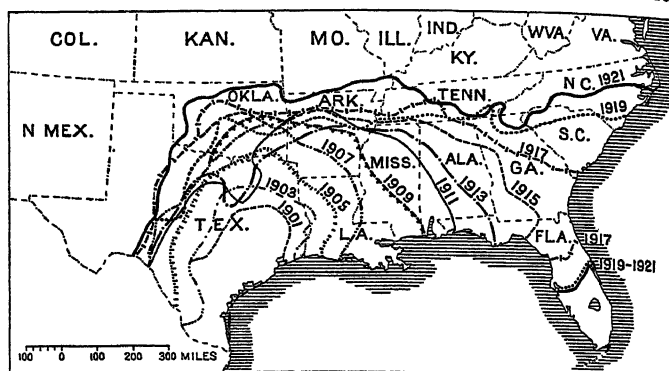 COL. KAN. MO. ILL. IND. KY. W.VA. VA.
OKLA. ARK. TENN. N C. 1921
1919
N MEX. S.C.
1907 MISS. ALA. 1917 GA.
1903 1905 1909 1911 1913 1915
TEX. 1901 LA. FLA. 1917
1919-1921
100 0 100 200 300 MILES